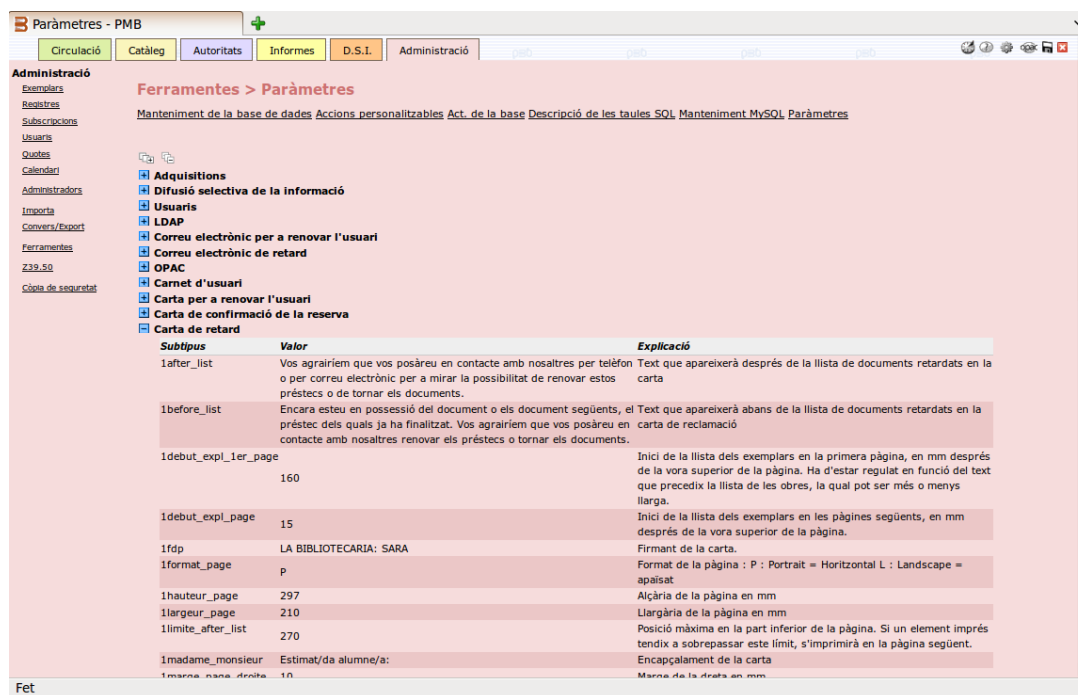 Paràmetres - PMB
Circulació Catàleg Autoritats Informes D.S.I. Administració pmb pmb pmb pmb opac
Administració
Exemplars
Registres
Subscripcions
Usuaris
Quotes
Calendari
Administradors
Importa
Convers/Export
Ferramentes
Z39.50
Còpia de seguretat
Ferramentes > Paràmetres
Manteniment de la base de dades Accions personalitzables Act. de la base Descripció de les taules SQL Manteniment MySQL Paràmetres
Adquisitions
Difusió selectiva de la informació
Usuaris
LDAP
Correu electrònic per a renovar l'usuari
Correu electrònic de retard
OPAC
Carnet d'usuari
Carta per a renovar l'usuari
Carta de confirmació de la reserva
Carta de retard
Subtipus Valor Explicació
1after_list Vos agrairíem que vos posàreu en contacte amb nosaltres per telèfon Text que apareixerà després de la llista de documents retardats en la
o per correu electrònic per a mirar la possibilitat de renovar estos carta
préstecs o de tornar els documents.
1before_list Encara esteu en possessió del document o els document següents, el Text que apareixerà abans de la llista de documents retardats en la
préstec dels quals ja ha finalitzat. Vos agrairíem que vos posàreu en carta de reclamació
contacte amb nosaltres renovar els préstecs o tornar els documents.
1debut_expl_1er_page Inici de la llista dels exemplars en la primera pàgina, en mm després
de la vora superior de la pàgina. Ha d'estar regulat en funció del text
160 que precedix la llista de les obres, la qual pot ser més o menys
llarga.
1debut_expl_page 15 Inici de la llista dels exemplars en les pàgines següents, en mm
després de la vora superior de la pàgina.
1fdp LA BIBLIOTECARIA: SARA Firmant de la carta.
1format_page P Format de la pàgina : P : Portrait = Horitzontal L : Landscape =
apaïsat
1hauteur_page 297 Alçària de la pàgina en mm
1largeur_page 210 Llargària de la pàgina en mm
1limite_after_list 270 Posició màxima en la part inferior de la pàgina. Si un element imprés
tendix a sobrepassar este límit, s'imprimirà en la pàgina següent.
1madame_monsieur Estimat/da alumne/a: Encapçalament de la carta
1marge_page_droite 10 Marge de la dreta en mm
Fet